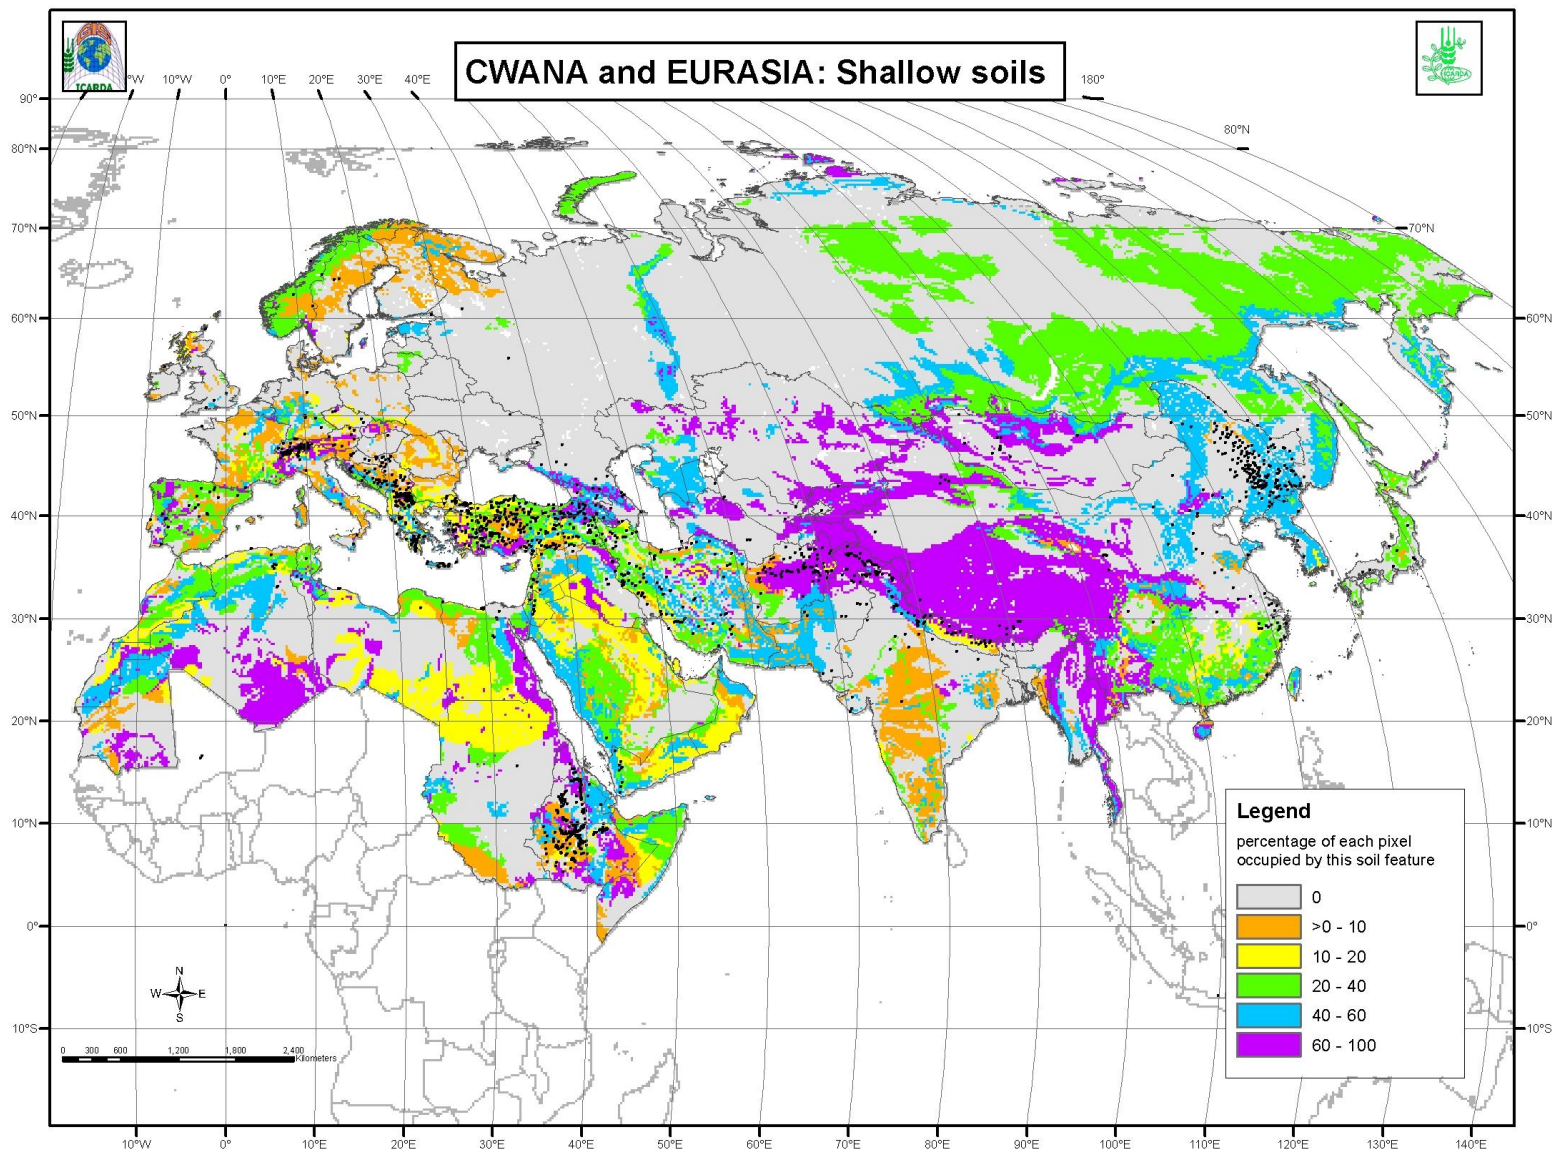 CWANA and EURASIA: Shallow soils
ICARDA
ICARDA
°W 10°W 0° 10°E 20°E 30°E 40°E 180°
80°N
70°N
90°
80°N
70°N
60°N
50°N
40°N
30°N
20°N
10°N
0°
10°S
60°N
50°N
40°N
30°N
20°N
10°N
0°
10°S
N
W E
S
0 300 600 1,200 1,800 2,400
Kilometers
Legend
percentage of each pixel
occupied by this soil feature
0
>0 - 10
10 - 20
20 - 40
40 - 60
60 - 100
10°W 0° 10°E 20°E 30°E 40°E 50°E 60°E 70°E 80°E 90°E 100°E 110°E 120°E 130°E 140°E